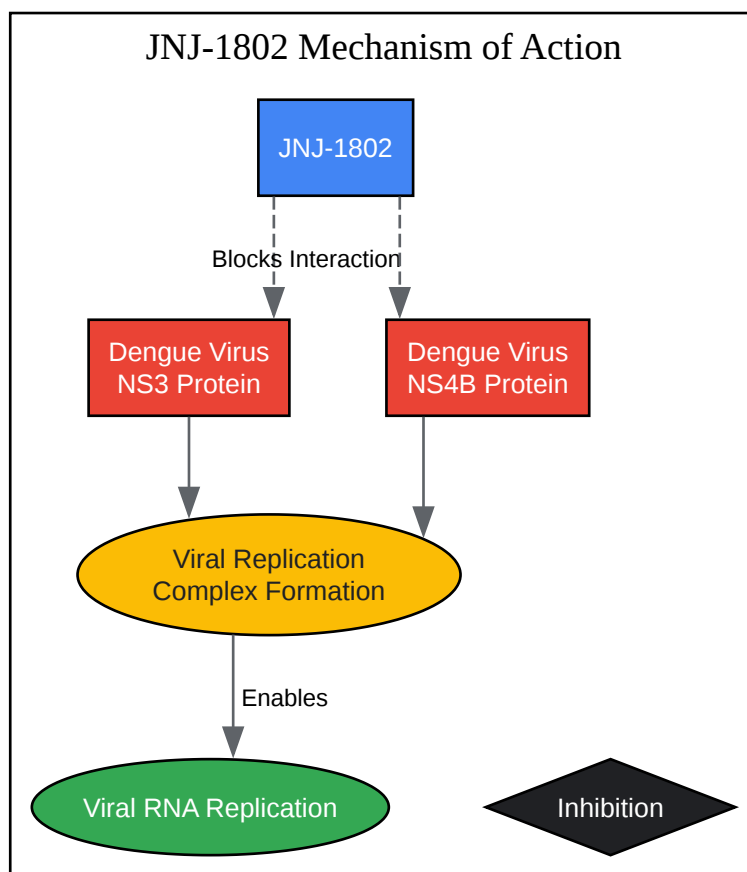 JNJ-1802 Mechanism of Action
JNJ-1802
Blocks Interaction
Dengue Virus
NS3 Protein
Dengue Virus
NS4B Protein
Viral Replication
Complex Formation
Enables
Viral RNA Replication
Inhibition